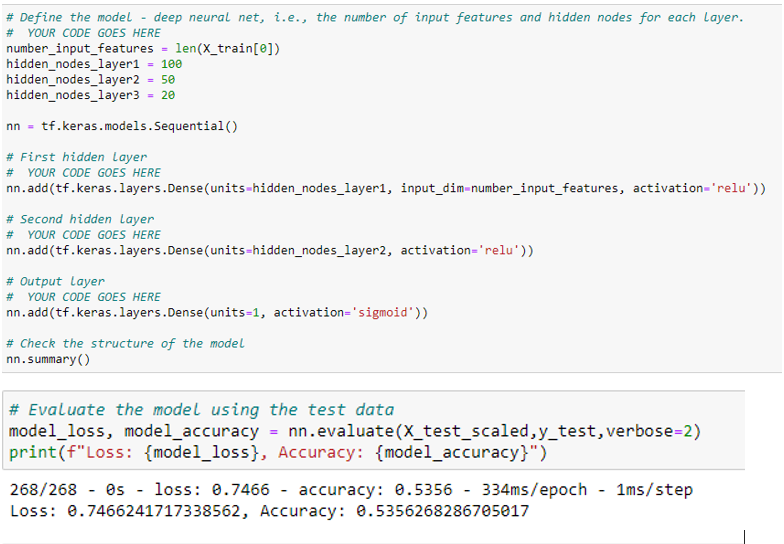 # Define the model - deep neural net, i.e., the number of input features and hidden nodes for each layer.
#  YOUR CODE GOES HERE
number_input_features = len(X_train[0])
hidden_nodes_layer1 = 100
hidden_nodes_layer2 = 50
hidden_nodes_layer3 = 20
nn = tf.keras.models.Sequential()
# First hidden layer
#  YOUR CODE GOES HERE
nn.add(tf.keras.layers.Dense(units=hidden_nodes_layer1, input_dim=number_input_features, activation='relu'))
# Second hidden layer
#  YOUR CODE GOES HERE
nn.add(tf.keras.layers.Dense(units=hidden_nodes_layer2, activation='relu'))
# Output layer
#  YOUR CODE GOES HERE
nn.add(tf.keras.layers.Dense(units=1, activation='sigmoid'))
# Check the structure of the model
nn.summary()
# Evaluate the model using the test data
model_loss, model_accuracy = nn.evaluate(X_test_scaled,y_test,verbose=2)
print(f"Loss: {model_loss}, Accuracy: {model_accuracy}")
268/268 - 0s - loss: 0.7466 - accuracy: 0.5356 - 334ms/epoch - 1ms/step
Loss: 0.7466241717338562, Accuracy: 0.5356268286705017